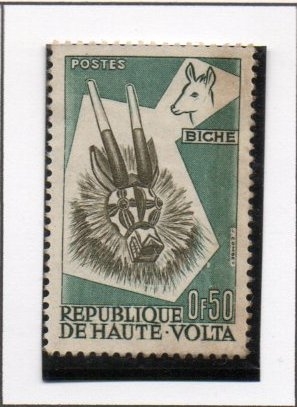 POSTES
BICHE
0F50
REPUBLIQUE
DE HAUTE-VOLTA